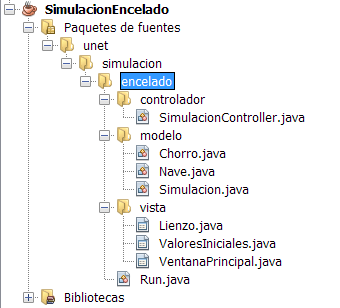 SimulacionEncelado
Paquetes de fuentes
unet
simulacion
encelado
controlador
SimulacionController.java
modelo
Chorro.java
Nave.java
Simulacion.java
vista
Lienzo.java
ValoresIniciales.java
VentanaPrincipal.java
Run.java
Bibliotecas